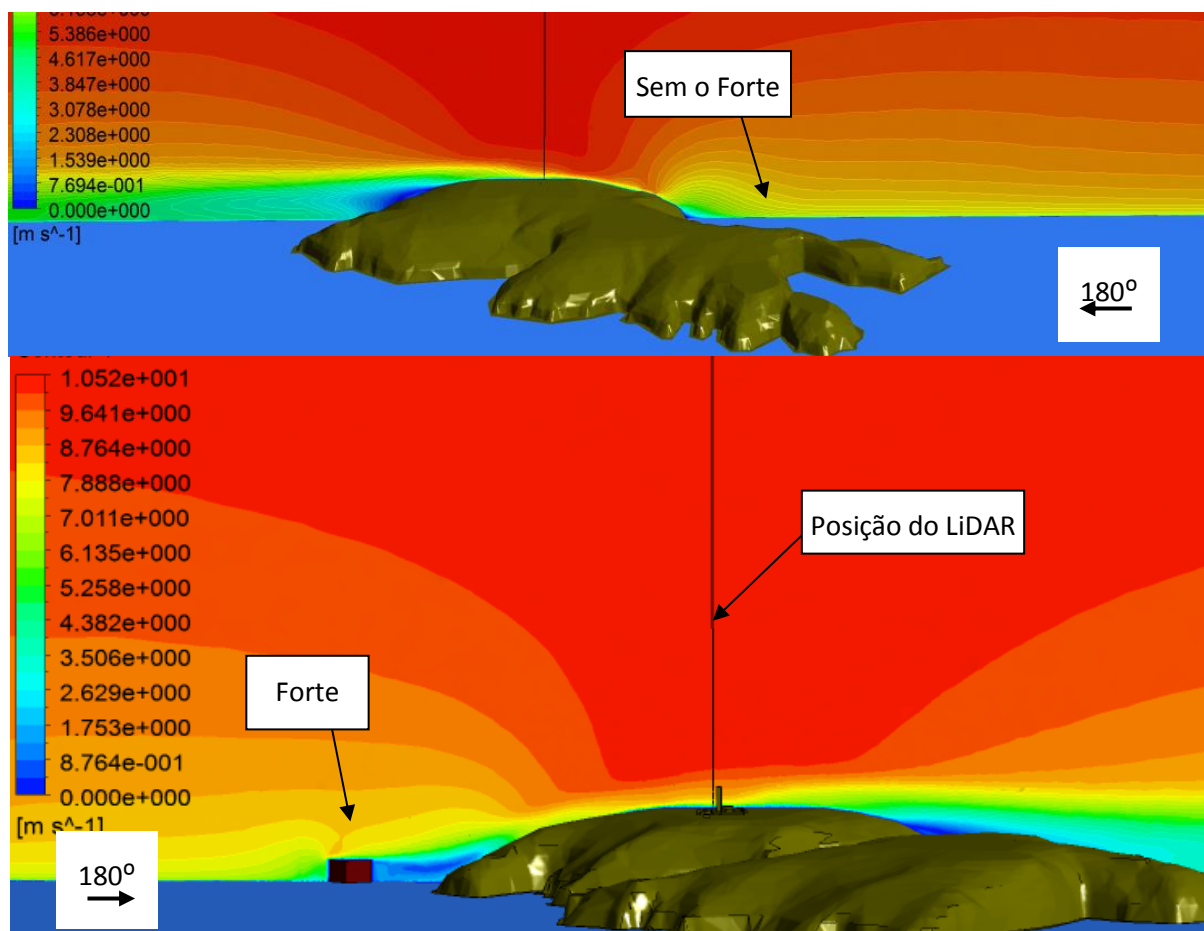 5.386e+000
4.617e+000
3.847e+000
3.078e+000
2.308e+000
1.539e+000
7.694e-001
0.000e+000
[m s^-1]
Sem o Forte
180º
1.052e+001
9.641e+000
8.764e+000
7.888e+000
7.011e+000
6.135e+000
5.258e+000
4.382e+000
3.506e+000
2.629e+000
1.753e+000
8.764e-001
0.000e+000
[m s^-1]
Posição do LiDAR
Forte
180º